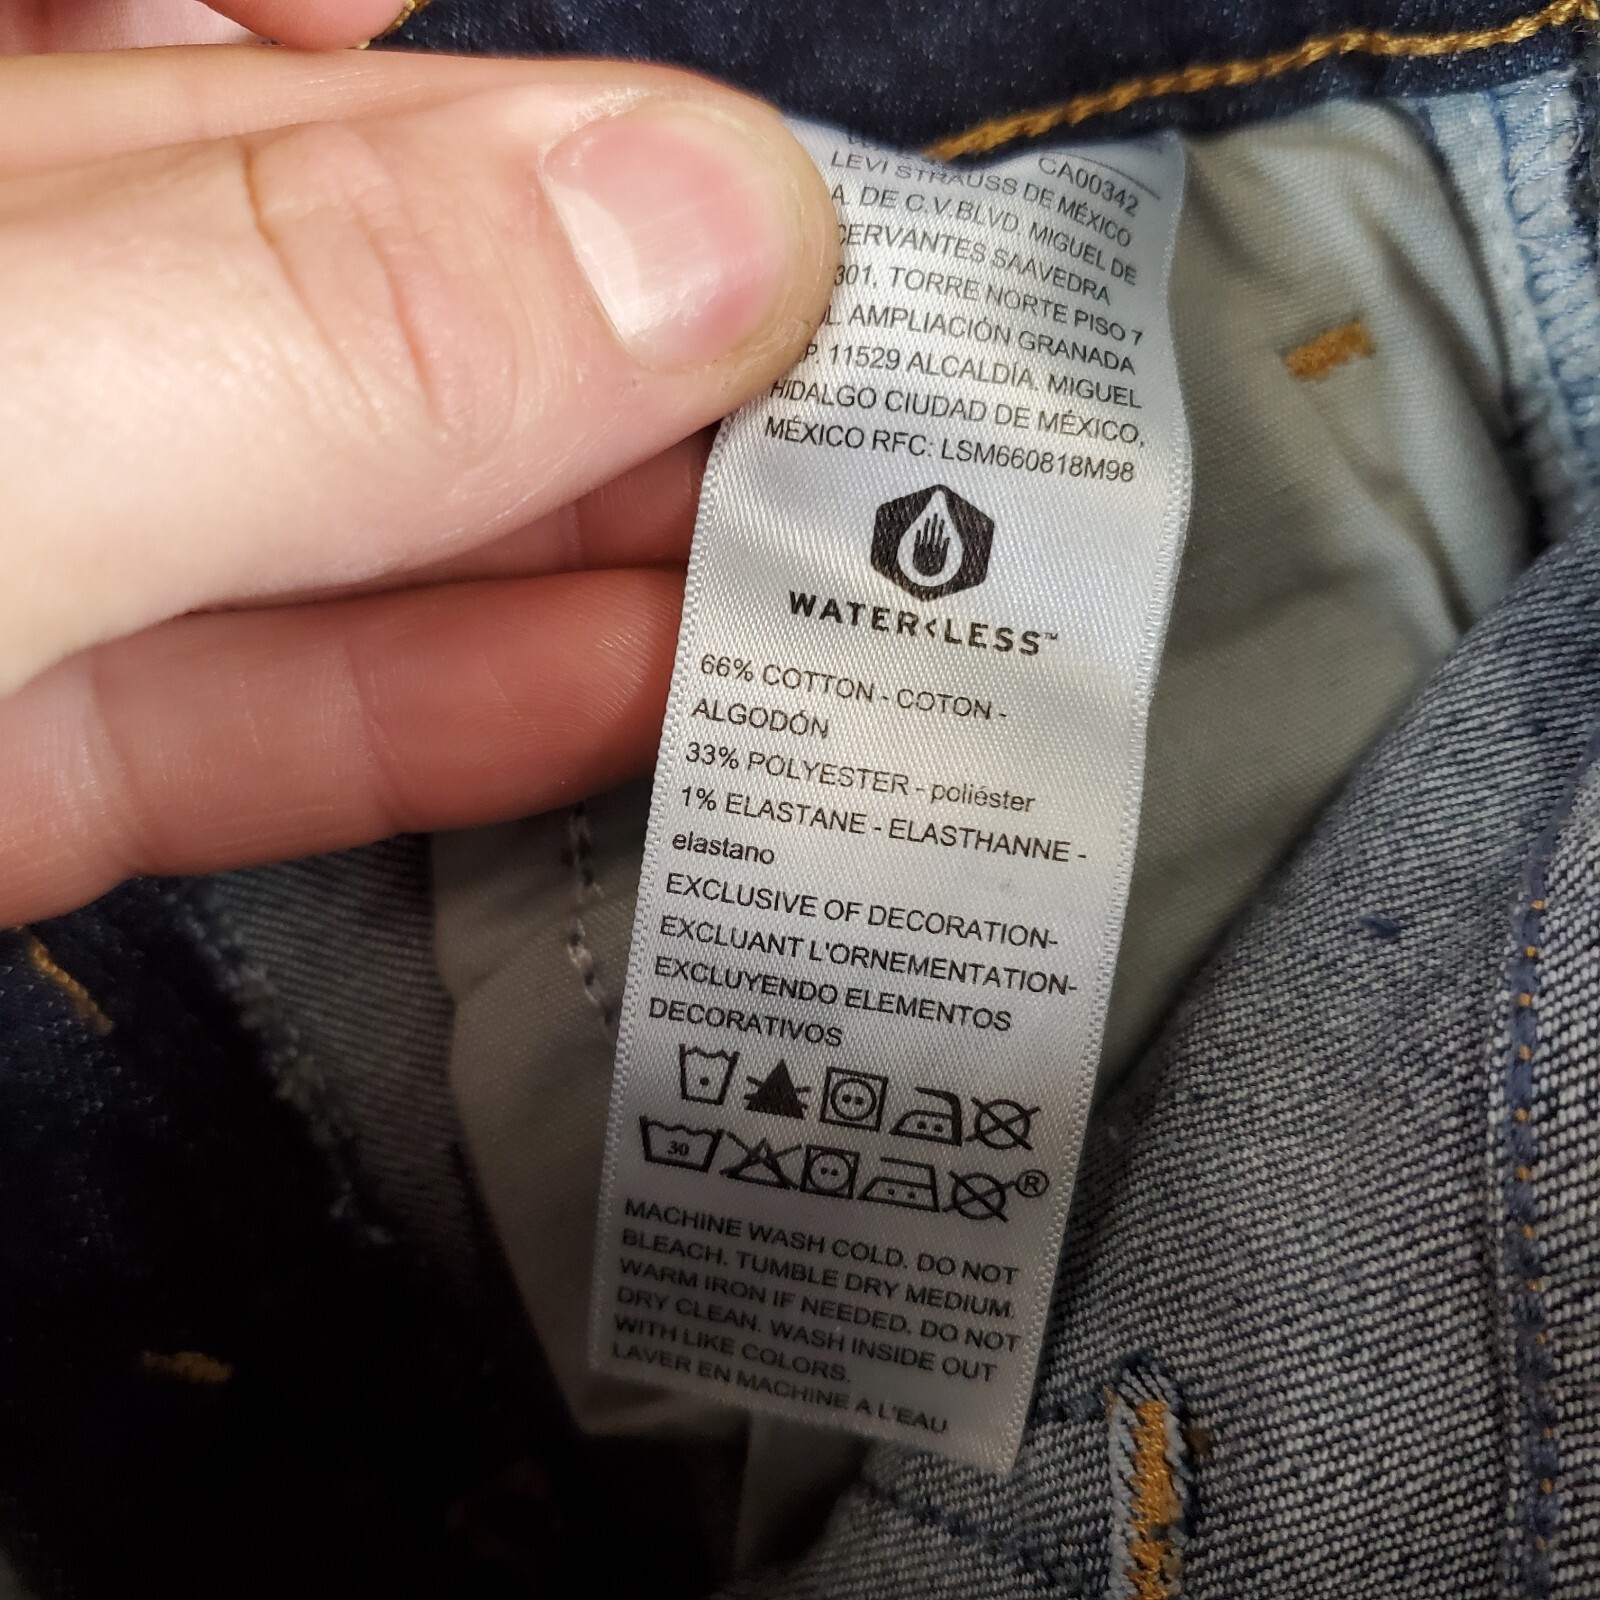 CA00342
LEVI STRAUSS DE MÉXICO
A. DE C.V.BLVD. MIGUEL DE
CERVANTES SAAVEDRA
301, TORRE NORTE PISO 7
L AMPLIACIÓN GRANADA
P. 11529 ALCALDÍA. MIGUEL
HIDALGO CIUDAD DE MÉXICO,
MÉXICO RFC: LSM660818M98
WATER<LESS™
66% COTTON - COTON -
ALGODÓN
33% POLYESTER - poliéster
1% ELASTANE - ELASTHANNE -
elastano
EXCLUSIVE OF DECORATION-
EXCLUANT L'ORNEMENTATION-
EXCLUYENDO ELEMENTOS
DECORATIVOS
30 ®
MACHINE WASH COLD. DO NOT
BLEACH. TUMBLE DRY MEDIUM.
WARM IRON IF NEEDED. DO NOT
DRY CLEAN. WASH INSIDE OUT
WITH LIKE COLORS.
LAVER EN MACHINE A L'EAU